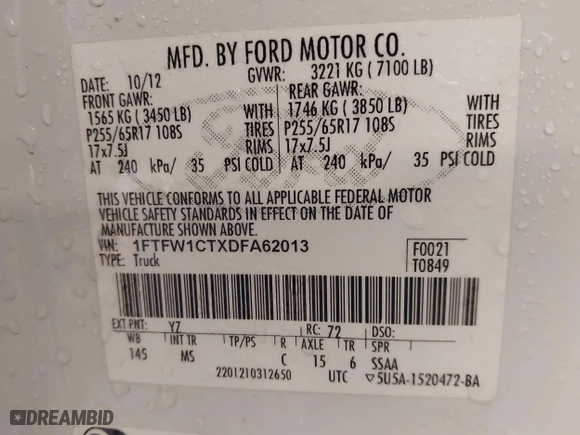 MFD. BY FORD MOTOR CO.
DATE: 10/12 GVWR: 3221 KG ( 7100 LB)
FRONT GAWR: REAR GAWR:
1565 KG ( 3450 LB) WITH 1746 KG ( 3850 LB) WITH
P255/65R17 108S TIRES P255/65R17 108S TIRES
17x7.5J RIMS 17x7.5J RIMS
AT 240 kPa/ 35 PSI COLD AT 240 kPa/ 35 PSI COLD
THIS VEHICLE CONFORMS TO ALL APPLICABLE FEDERAL MOTOR
VEHICLE SAFETY STANDARDS IN EFFECT ON THE DATE OF
MANUFACTURE SHOWN ABOVE.
VIN: 1FTFW1CTXDFA62013 F0021
TYPE: Truck T0849
EXT PNT: YZ RC: 72 DSO:
WB INT TR TP/PS R AXLE TR SPR
145 MS C 15 6 SSAA
2201210312650 UTC ▽5U5A-1520472-BA
DREAMBID